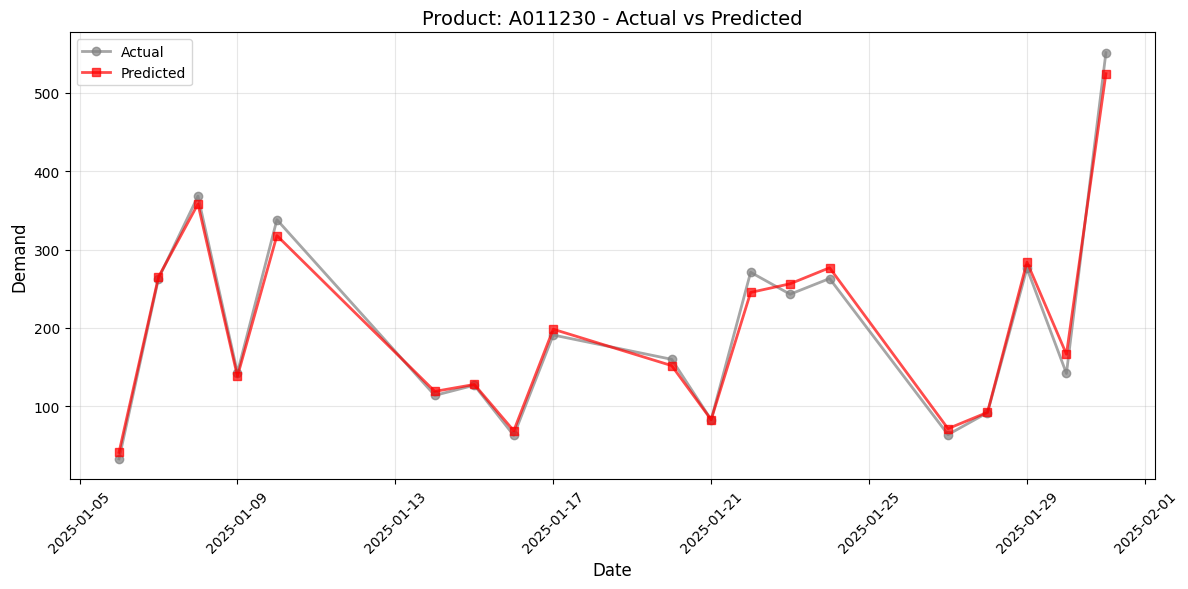 Product: A011230 - Actual vs Predicted
Actual
Predicted
Demand
500
400
300
200
100
2025-01-05
2025-01-09
2025-01-13
2025-01-17
2025-01-21
2025-01-25
2025-01-29
2025-02-01
Date